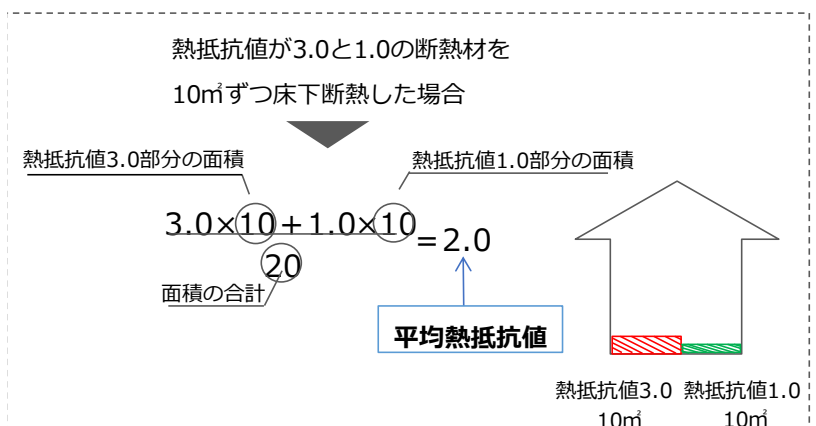 熱抵抗値が3.0と1.0の断熱材を
10㎡ずつ床下断熱した場合
熱抵抗値3.0部分の面積
熱抵抗値1.0部分の面積
3.0×10+1.0×10
=2.0
20
面積の合計
平均熱抵抗値
熱抵抗値3.0 熱抵抗値1.0
10㎡ 10㎡